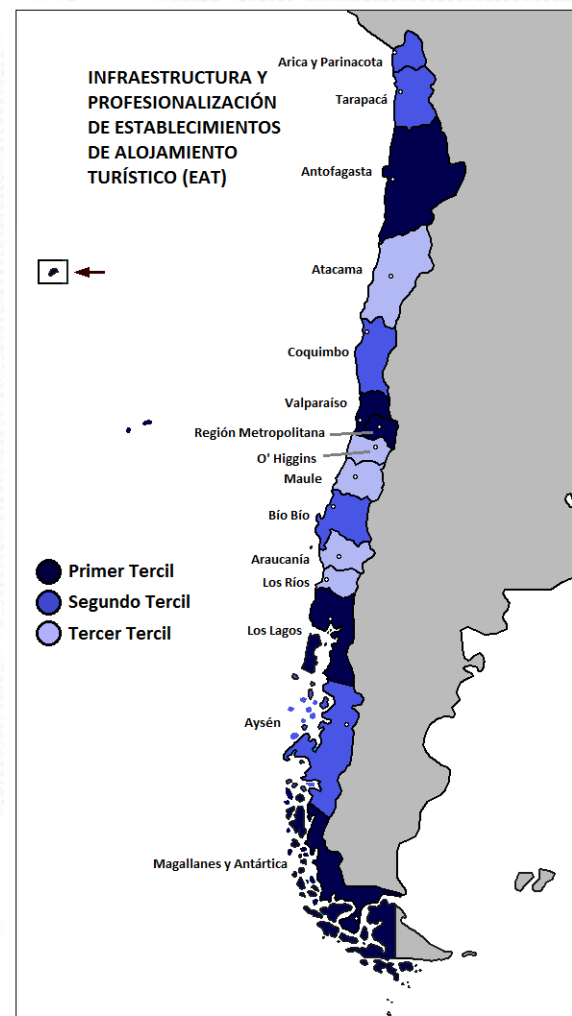 INFRAESTRUCTURA Y
PROFESIONALIZACIÓN
DE ESTABLECIMIENTOS
DE ALOJAMIENTO
TURÍSTICO (EAT)
Arica y Parinacota
Tarapacá
Antofagasta
Atacama
Coquimbo
Valparaíso
Región Metropolitana
O' Higgins
Maule
Bío Bío
Araucanía
Los Ríos
Los Lagos
Aysén
Magallanes y Antártica
Primer Tercil
Segundo Tercil
Tercer Tercil